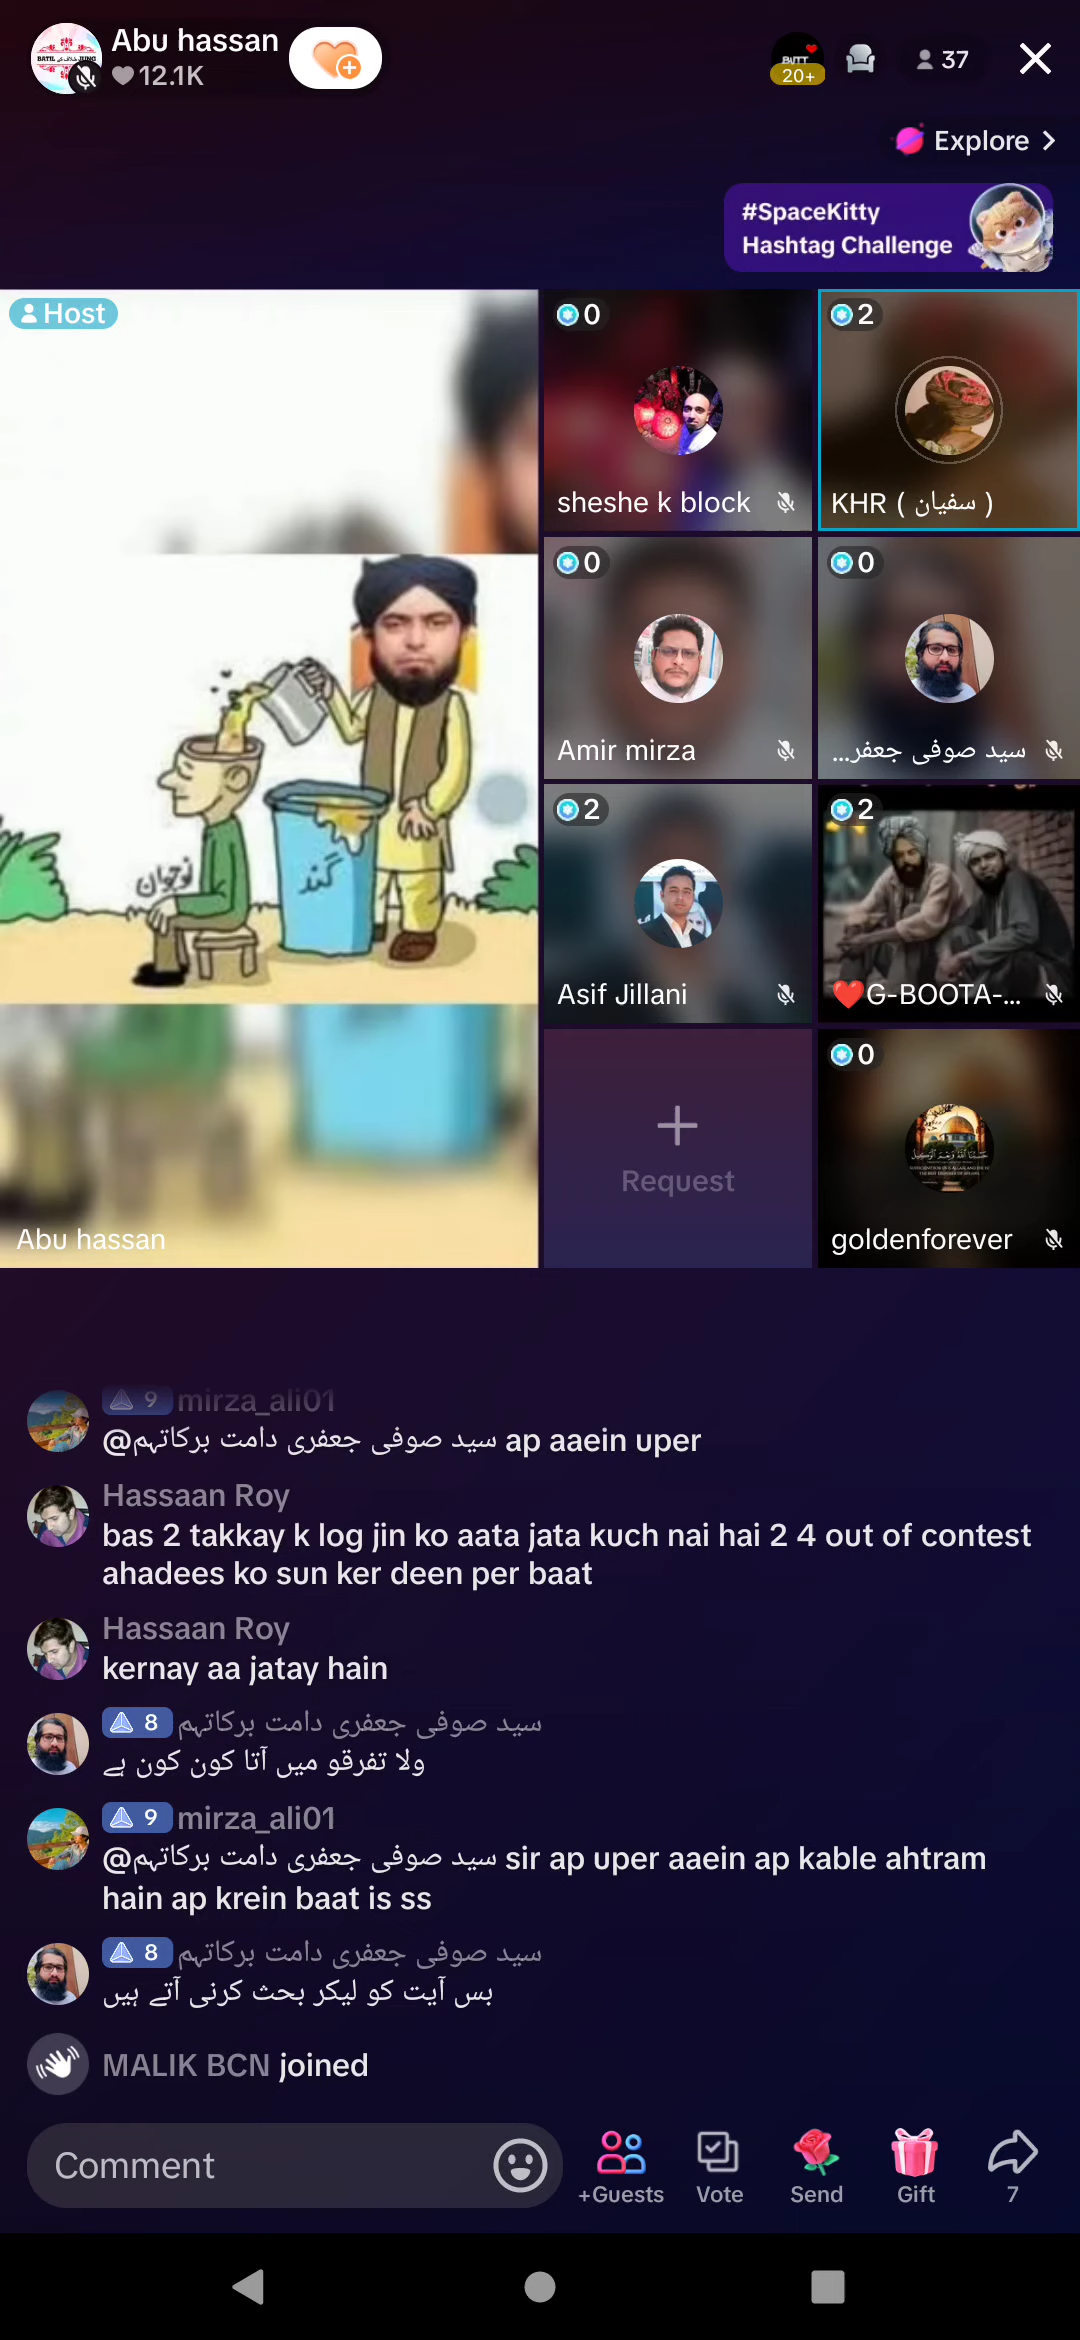 Abu hassan
12.1K
20+
37
Explore
#SpaceKitty
Hashtag Challenge
Host
Abu hassan
نوجوان
گند
0
sheshe k block
2
KHR ( سفیان )
0
Amir mirza
0
سید صوفی جعفر...
2
Asif Jillani
2
❤️G-BOOTA-...
+
Request
0
goldenforever
9 mirza_ali01
@سید صوفی جعفری دامت برکاتہم ap aaein uper
Hassaan Roy
bas 2 takkay k log jin ko aata jata kuch nai hai 2 4 out of contest
ahadees ko sun ker deen per baat
Hassaan Roy
kernay aa jatay hain
8 سید صوفی جعفری دامت برکاتہم
ولا تفرقو میں آتا کون کون ہے
9 mirza_ali01
@سید صوفی جعفری دامت برکاتہم sir ap uper aaein ap kable ahtram
hain ap krein baat is ss
8 سید صوفی جعفری دامت برکاتہم
بس آیت کو لیکر بحث کرنی آتے ہیں
MALIK BCN joined
Comment
+Guests
Vote
Send
Gift
7